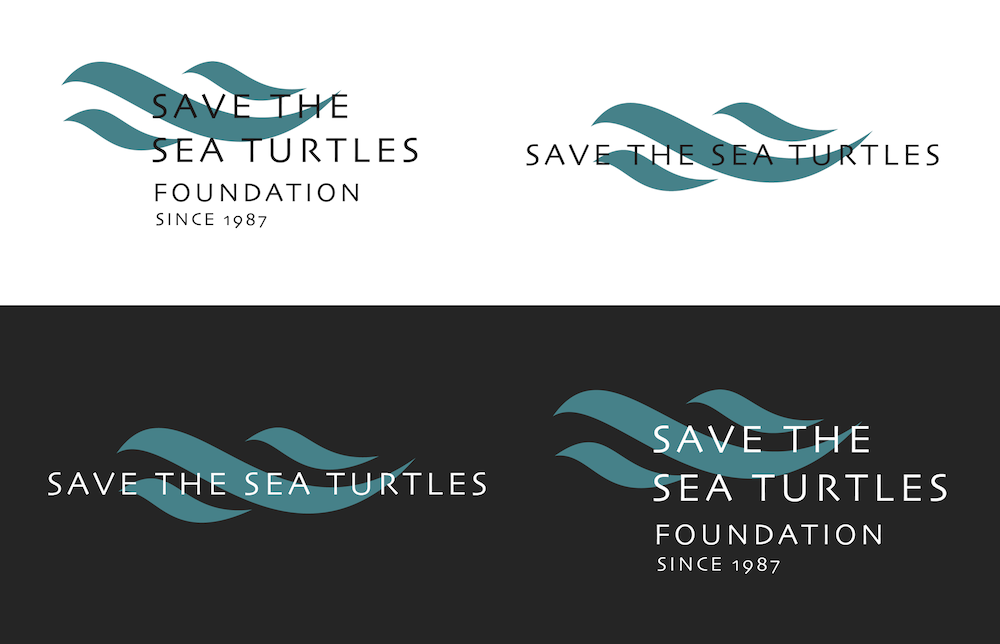 SAVE THE
SEA TURTLES
FOUNDATION
SINCE 1987
SAVE THE SEA TURTLES
SAVE THE SEA TURTLES
SAVE THE
SEA TURTLES
FOUNDATION
SINCE 1987